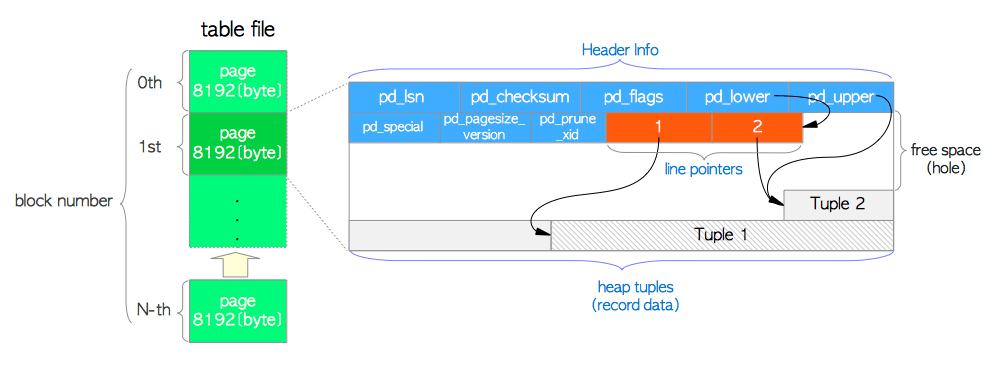 table file
Header Info
0th
page
8192(byte)
pd_lsn
pd_checksum
pd_flags
pd_lower
pd_upper
1st
page
8192(byte)
pd_special
pd_pagesize_
version
pd_prune
_xid
1
2
free space
(hole)
line pointers
block number
.
.
.
Tuple 2
Tuple 1
N-th
page
8192(byte)
heap tuples
(record data)